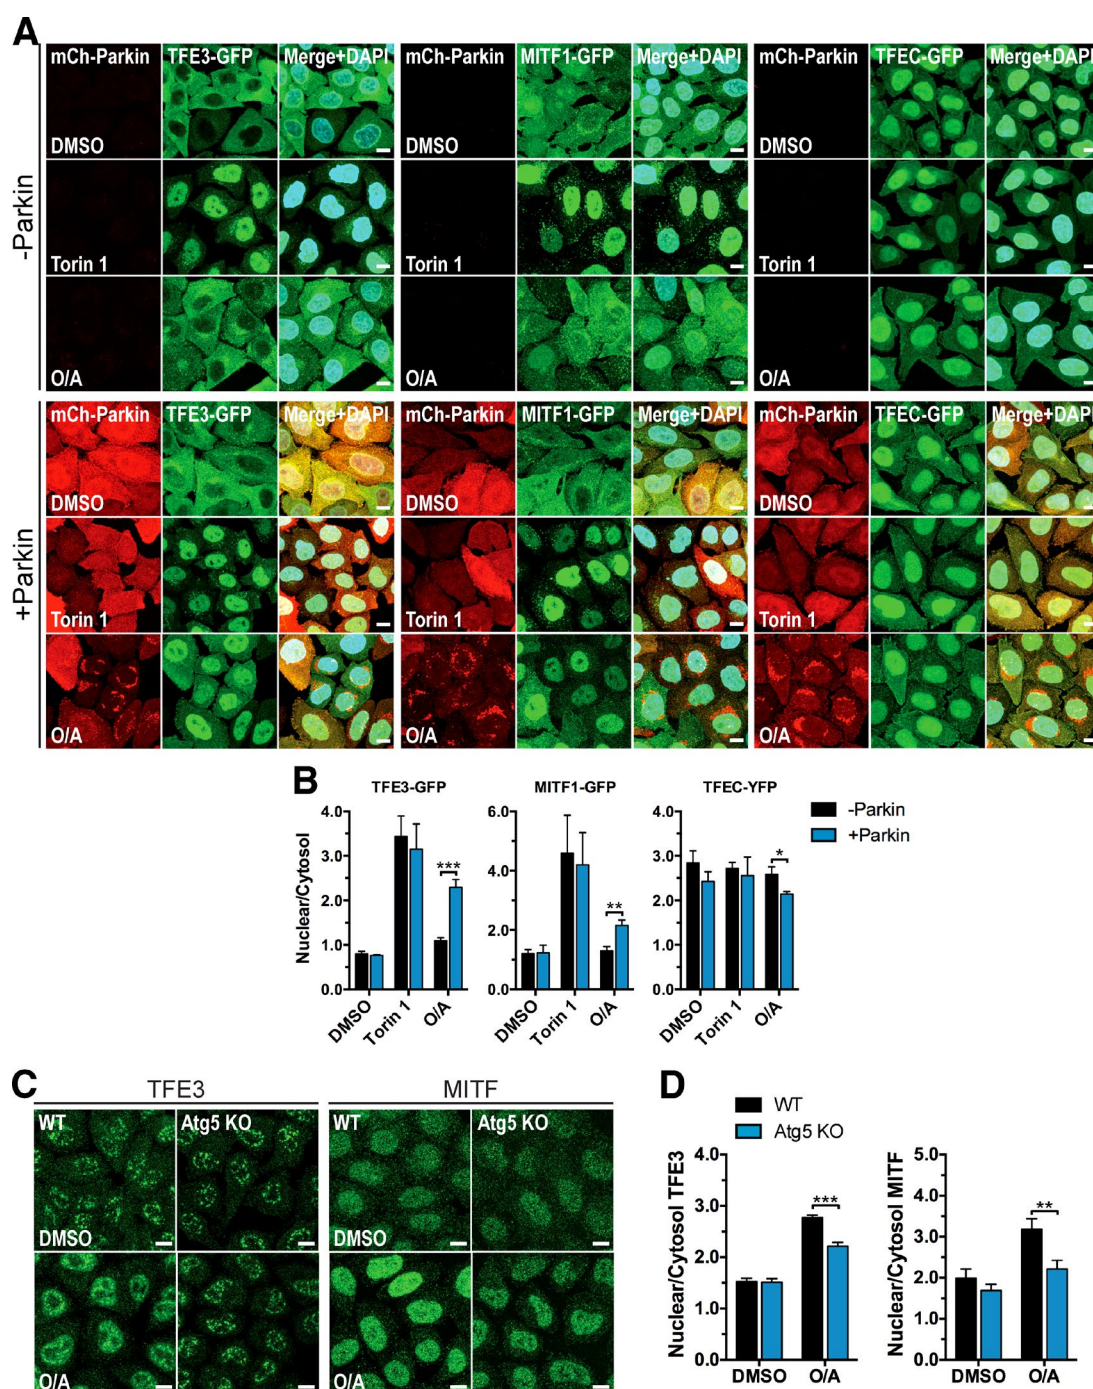 A
mCh-Parkin TFE3-GFP Merge+DAPI mCh-Parkin MITF1-GFP Merge+DAPI mCh-Parkin TFEC-GFP Merge+DAPI
DMSO DMSO DMSO
-Parkin
Torin 1 Torin 1 Torin 1
O/A O/A O/A
mCh-Parkin TFE3-GFP Merge+DAPI mCh-Parkin MITF1-GFP Merge+DAPI mCh-Parkin TFEC-GFP Merge+DAPI
DMSO DMSO DMSO
+Parkin
Torin 1 Torin 1 Torin 1
O/A O/A O/A
B
TFE3-GFP MITF1-GFP TFEC-YFP
-Parkin
+Parkin
Nuclear/Cytosol
4.0
3.0
2.0
1.0
0.0
***
DMSO Torin 1 O/A
6.0
4.0
2.0
0.0
**
DMSO Torin 1 O/A
4.0
3.0
2.0
1.0
0.0
*
DMSO Torin 1 O/A
C
TFE3 MITF
WT Atg5 KO WT Atg5 KO
DMSO DMSO
O/A O/A
D
WT
Atg5 KO
Nuclear/Cytosol TFE3
4.0
3.0
2.0
1.0
0.0
***
DMSO O/A
Nuclear/Cytosol MITF
5.0
4.0
3.0
2.0
1.0
0.0
**
DMSO O/A